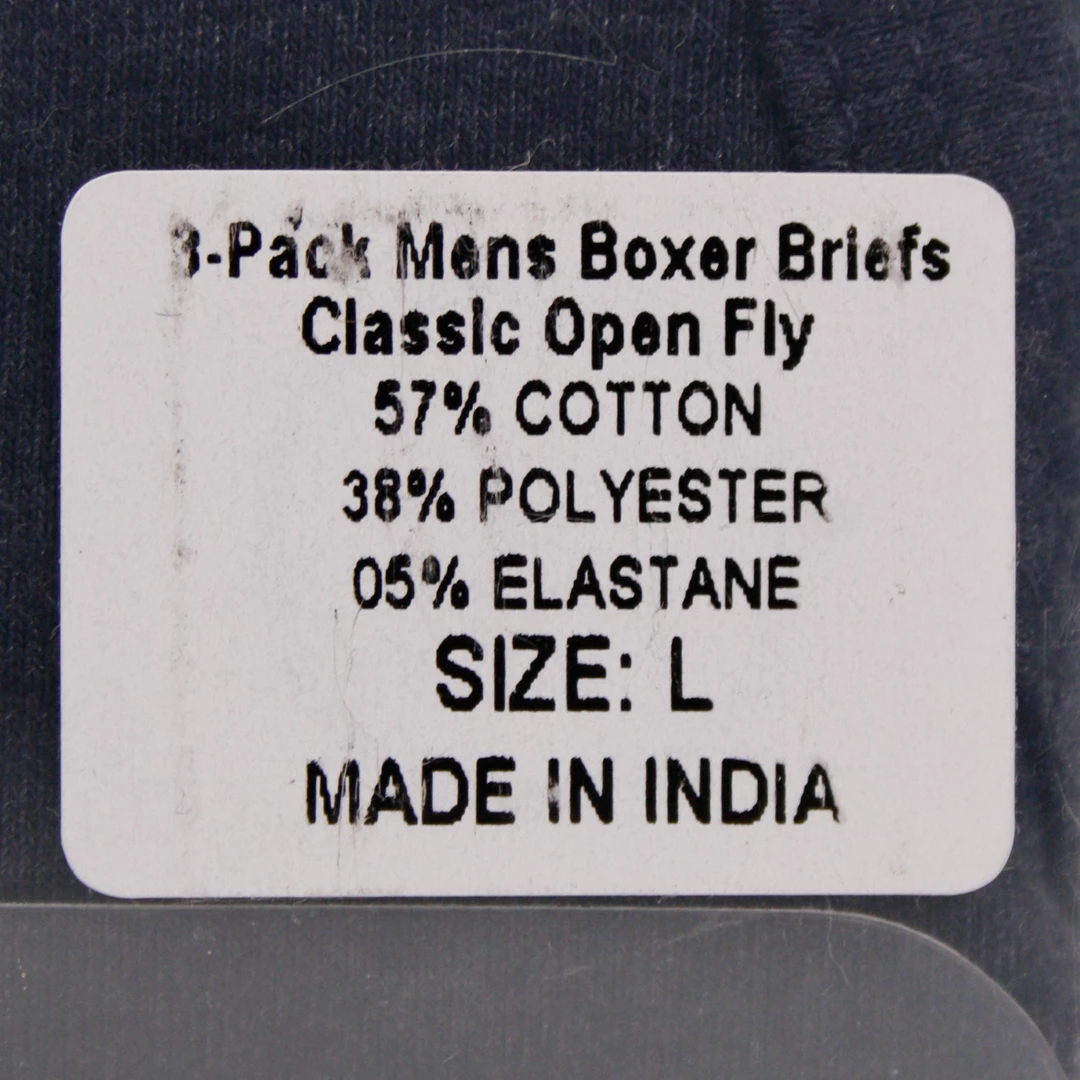 3-Pack Mens Boxer Briefs
Classic Open Fly
57% COTTON
38% POLYESTER
05% ELASTANE
SIZE: L
MADE IN INDIA